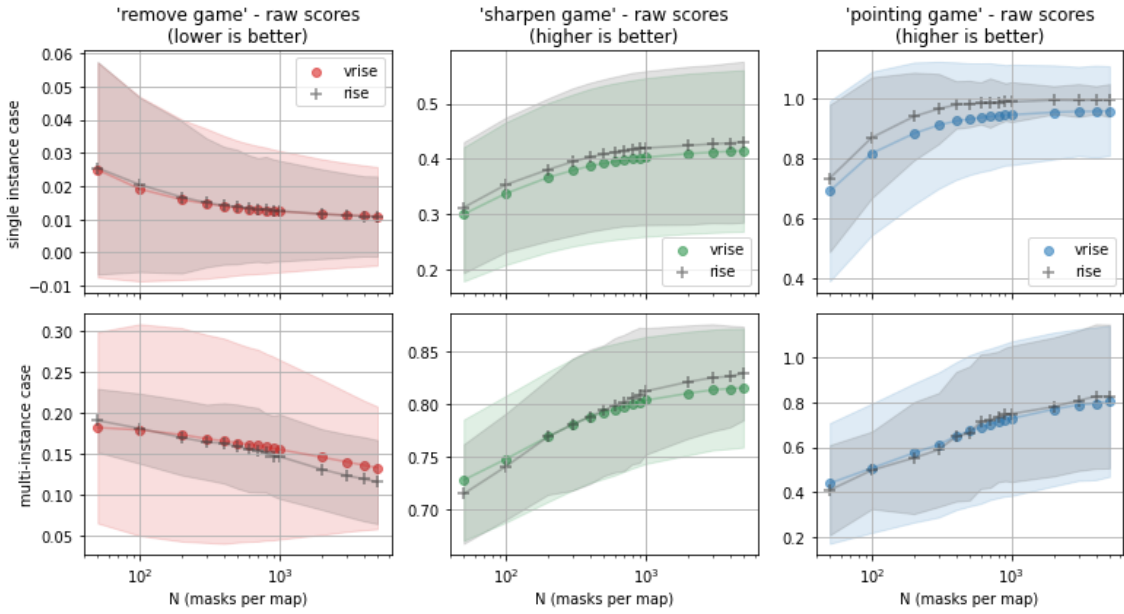 'remove game' - raw scores
(lower is better)
'sharpen game' - raw scores
(higher is better)
'pointing game' - raw scores
(higher is better)
single instance case
0.06
0.05
0.04
0.03
0.02
0.01
0.00
−0.01
vrise
rise
0.5
0.4
0.3
0.2
vrise
rise
1.0
0.8
0.6
0.4
vrise
rise
multi-instance case
0.30
0.25
0.20
0.15
0.10
0.05
10²
10³
N (masks per map)
0.85
0.80
0.75
0.70
10²
10³
N (masks per map)
1.0
0.8
0.6
0.4
0.2
10²
10³
N (masks per map)